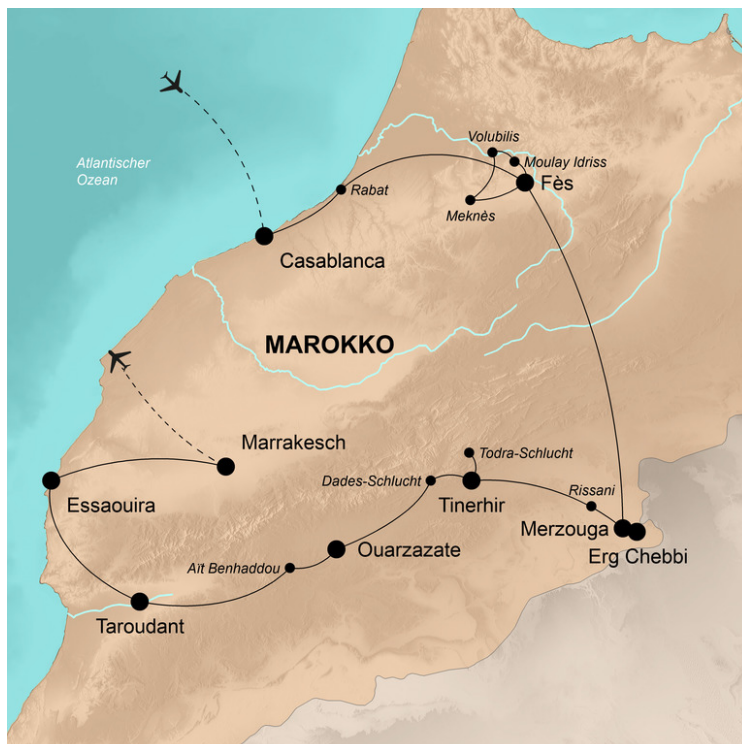 Volubilis
Atlantischer
Ozean
Moulay Idriss
Fès
Rabat
Meknès
Casablanca
MAROKKO
Marrakesch
Todra-Schlucht
Dades-Schlucht
Essaouira
Tinerhir
Rissani
Merzouga
Ouarzazate
Erg Chebbi
Aït Benhaddou
Taroudant